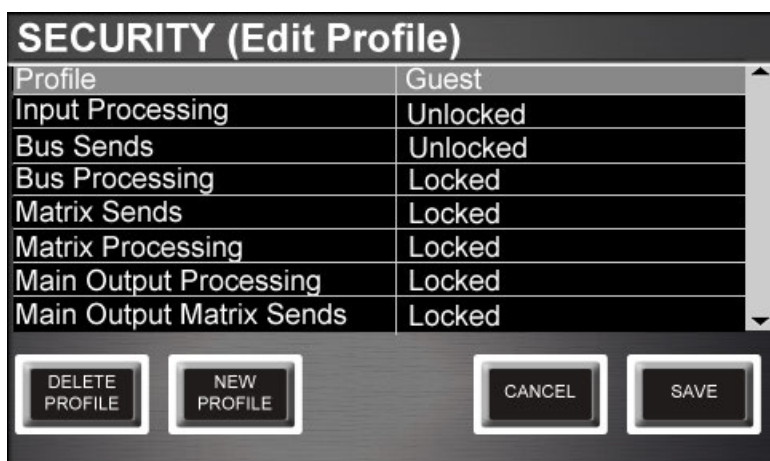 SECURITY (Edit Profile)
Profile Guest
Input Processing Unlocked
Bus Sends Unlocked
Bus Processing Locked
Matrix Sends Locked
Matrix Processing Locked
Main Output Processing Locked
Main Output Matrix Sends Locked
DELETE PROFILE
NEW PROFILE
CANCEL
SAVE